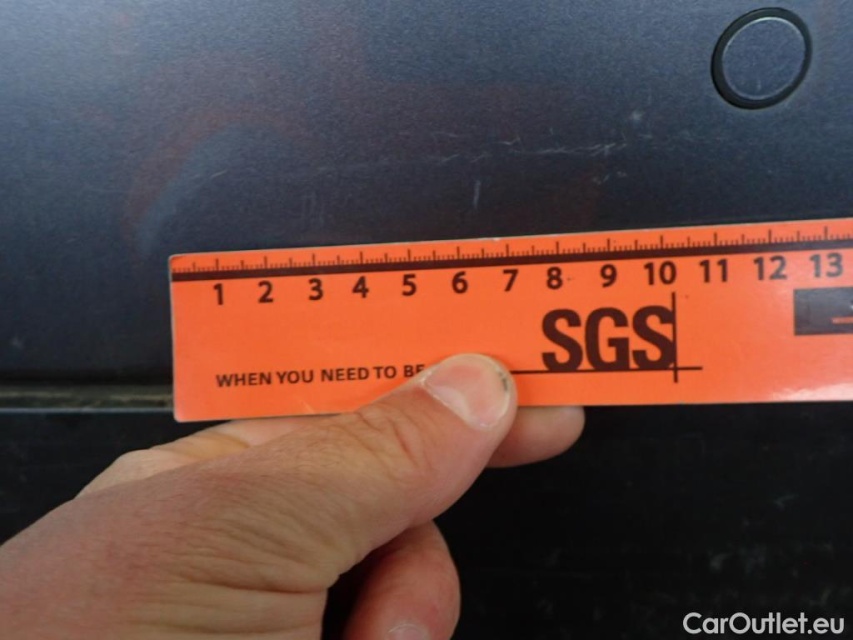 1 2 3 4 5 6 7 8 9 10 11 12 13
SGS
WHEN YOU NEED TO BE
CarOutlet.eu